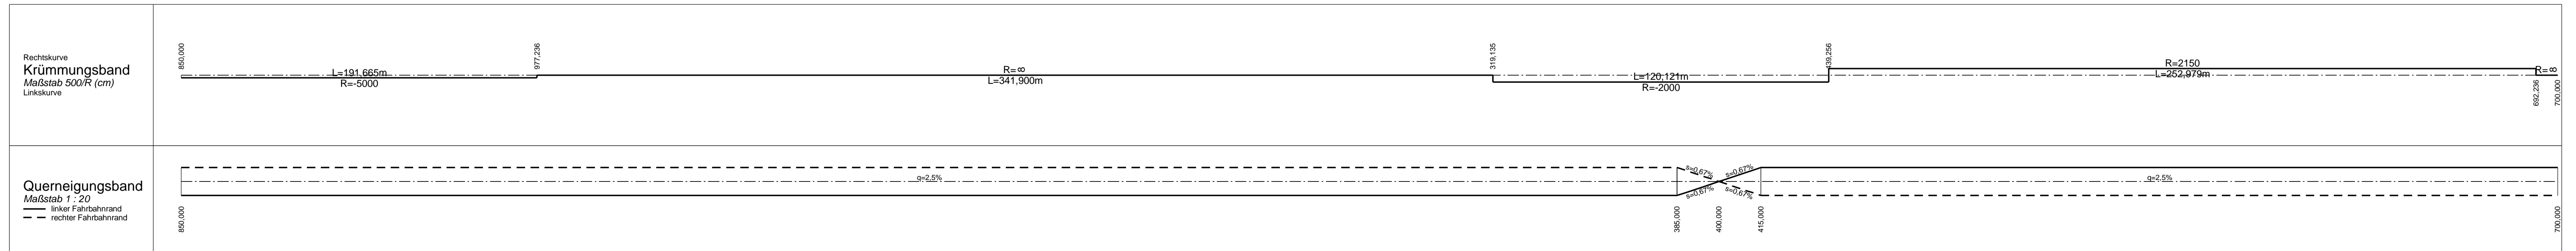 Rechtskurve
Krümmungsband
Maßstab 500/R (cm)
Linkskurve
850,000
L=191,665m
R=-5000
977,236
R=∞
L=341,900m
319,135
L=120,121m
R=-2000
439,256
R=2150
L=252,979m
R=∞
692,236
700,000
Querneigungsband
Maßstab 1 : 20
linker Fahrbahnrand
rechter Fahrbahnrand
850,000
q=2,5%
s=0,67%
s=0,67%
s=0,67%
s=0,67%
385,000
400,000
415,000
q=2.5%
700,000